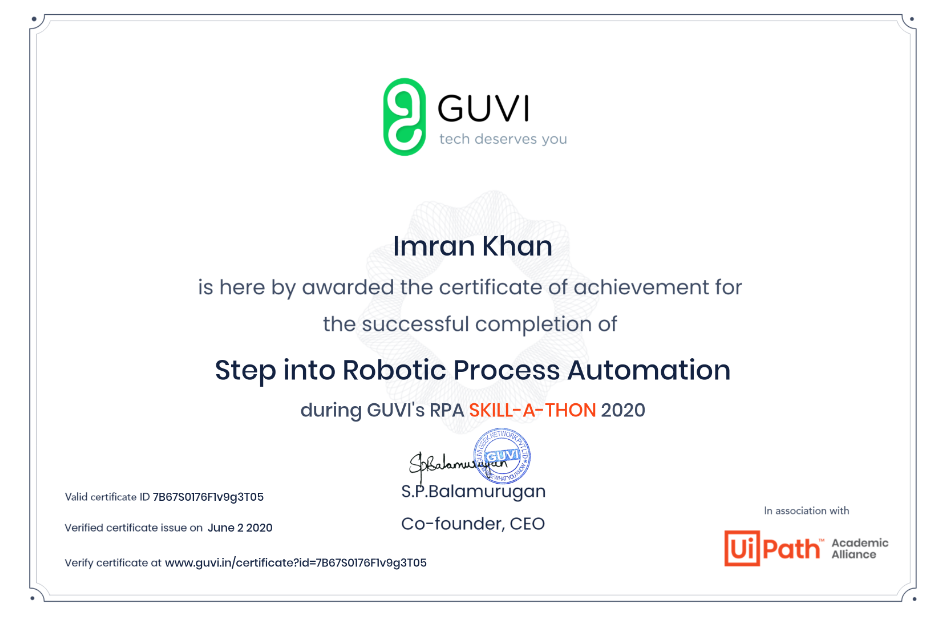 GUVI
tech deserves you
Imran Khan
is here by awarded the certificate of achievement for
the successful completion of
Step into Robotic Process Automation
during GUVI's RPA SKILL-A-THON 2020
SpBalamurugan
GUVI
S.P.Balamurugan
Co-founder, CEO
Valid certificate ID 7B67S0176F1v9g3T05
Verified certificate issue on June 2 2020
Verify certificate at www.guvi.in/certificate?id=7B67S0176F1v9g3T05
In association with
UiPath™ Academic
Alliance